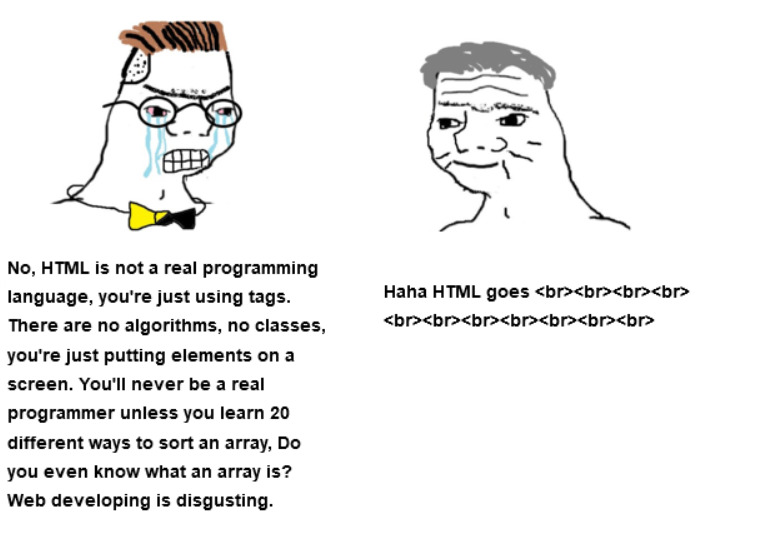 No, HTML is not a real programming
language, you're just using tags.
There are no algorithms, no classes,
you're just putting elements on a
screen. You'll never be a real
programmer unless you learn 20
different ways to sort an array, Do
you even know what an array is?
Web developing is disgusting.
Haha HTML goes <br><br><br><br>
<br><br><br><br><br><br><br>